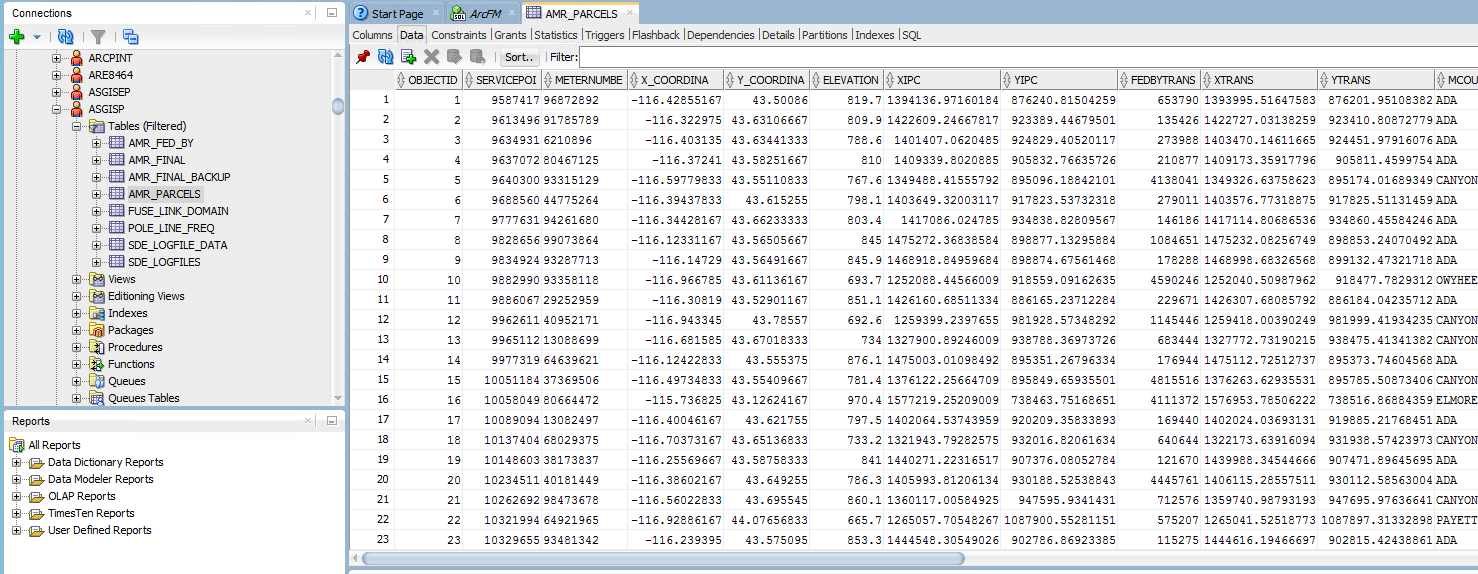 Connections
ARCPINT
ARE8464
ASGISEP
ASGISP
Tables (Filtered)
AMR_FED_BY
AMR_FINAL
AMR_FINAL_BACKUP
AMR_PARCELS
FUSE_LINK_DOMAIN
POLE_LINE_FREQ
SDE_LOGFILE_DATA
SDE_LOGFILES
Views
Editioning Views
Indexes
Packages
Procedures
Functions
Queues
Queues Tables
Reports
All Reports
Data Dictionary Reports
Data Modeler Reports
OLAP Reports
TimesTen Reports
User Defined Reports
Start Page ArcFM AMR_PARCELS
Columns Data Constraints Grants Statistics Triggers Flashback Dependencies Details Partitions Indexes SQL
Sort.. Filter:
OBJECTID SERVICEPOI METERNUMBE X_COORDINA Y_COORDINA ELEVATION XIPC YIPC FEDBYTRANS XTRANS YTRANS MCOU
1 1 9587417 96872892 -116.42855167 43.50086 819.7 1394136.97160184 876240.81504259 653790 1393995.51647583 876201.95108382 ADA
2 2 9613496 91785789 -116.322975 43.63106667 809.9 1422609.24667817 923389.44679501 135426 1422727.03138259 923410.80872779 ADA
3 3 9634931 6210896 -116.403135 43.63441333 788.6 1401407.0620485 924829.40520117 273988 1403470.14611665 924451.97916076 ADA
4 4 9637072 80467125 -116.37241 43.58251667 810 1409339.8020885 905832.76635726 210877 1409173.35917796 905811.4599754 ADA
5 5 9640300 93315129 -116.59779833 43.55110833 767.6 1349488.41555792 895096.18842101 4138041 1349326.63758623 895174.01689349 CANYON
6 6 9688560 44775264 -116.39437833 43.615255 798.1 1403649.32003117 917823.53732318 279011 1403576.77318875 917825.51131459 ADA
7 7 9777631 94261680 -116.34428167 43.66233333 803.4 1417086.024785 934838.82809567 146186 1417114.80686536 934860.45584246 ADA
8 8 9828656 99073864 -116.12331667 43.56505667 845 1475272.36838584 898877.13295884 1084651 1475232.08256749 898853.24070492 ADA
9 9 9834924 93287713 -116.14729 43.56491667 845.9 1468918.84959684 898874.67561468 178288 1468998.68326568 899132.47321718 ADA
10 10 9882990 93358118 -116.966785 43.61136167 693.7 1252088.44566009 918559.09162635 4590246 1252040.50987962 918477.7829312 OWYHEE
11 11 9886067 29252959 -116.30819 43.52901167 851.1 1426160.68511334 886165.23712284 229671 1426307.68085792 886184.04235712 ADA
12 12 9962611 40952171 -116.943345 43.78557 692.6 1259399.2397655 981928.57348292 1145446 1259418.00390249 981999.41934235 CANYON
13 13 9965112 13088699 -116.681585 43.67018333 734 1327900.89246009 938788.36973726 683444 1327772.73190215 938475.41341382 CANYON
14 14 9977319 64639621 -116.12422833 43.555375 876.1 1475003.01098492 895351.26796334 176944 1475112.72512737 895373.74604568 ADA
15 15 10051184 37369506 -116.49734833 43.55409667 781.4 1376122.25664709 895849.65935501 4815516 1376263.62935531 895785.50873406 CANYON
16 16 10058049 80664472 -115.736825 43.12624167 970.4 1577219.25209009 738463.75168651 4111372 1576953.78506222 738516.86884359 ELMORE
17 17 10089094 13082497 -116.40046167 43.621755 797.5 1402064.53743959 920209.35833893 169440 1402024.03693131 919885.21768451 ADA
18 18 10137404 68029375 -116.70373167 43.65136833 733.2 1321943.79282575 932016.82061634 640644 1322173.63916094 931938.57423973 CANYON
19 19 10148603 38173837 -116.25569667 43.58758333 841 1440271.22316517 907376.08052784 121670 1439988.34544666 907471.89645695 ADA
20 20 10234511 40181449 -116.38602167 43.649255 786.3 1405993.81206134 930188.52538843 4445761 1406115.28557511 930112.58563004 ADA
21 21 10262692 98473678 -116.56022833 43.695545 860.1 1360117.00584925 947595.9341431 712576 1359740.98793193 947695.97636641 CANYON
22 22 10321994 64921965 -116.92886167 44.07656833 665.7 1265057.70548267 1087900.55281151 575207 1265041.52518773 1087897.31332898 PAYETT
23 23 10329655 93481342 -116.239395 43.575095 853.3 1444548.30549026 902786.86923385 115275 1444616.19466697 902815.42438861 ADA